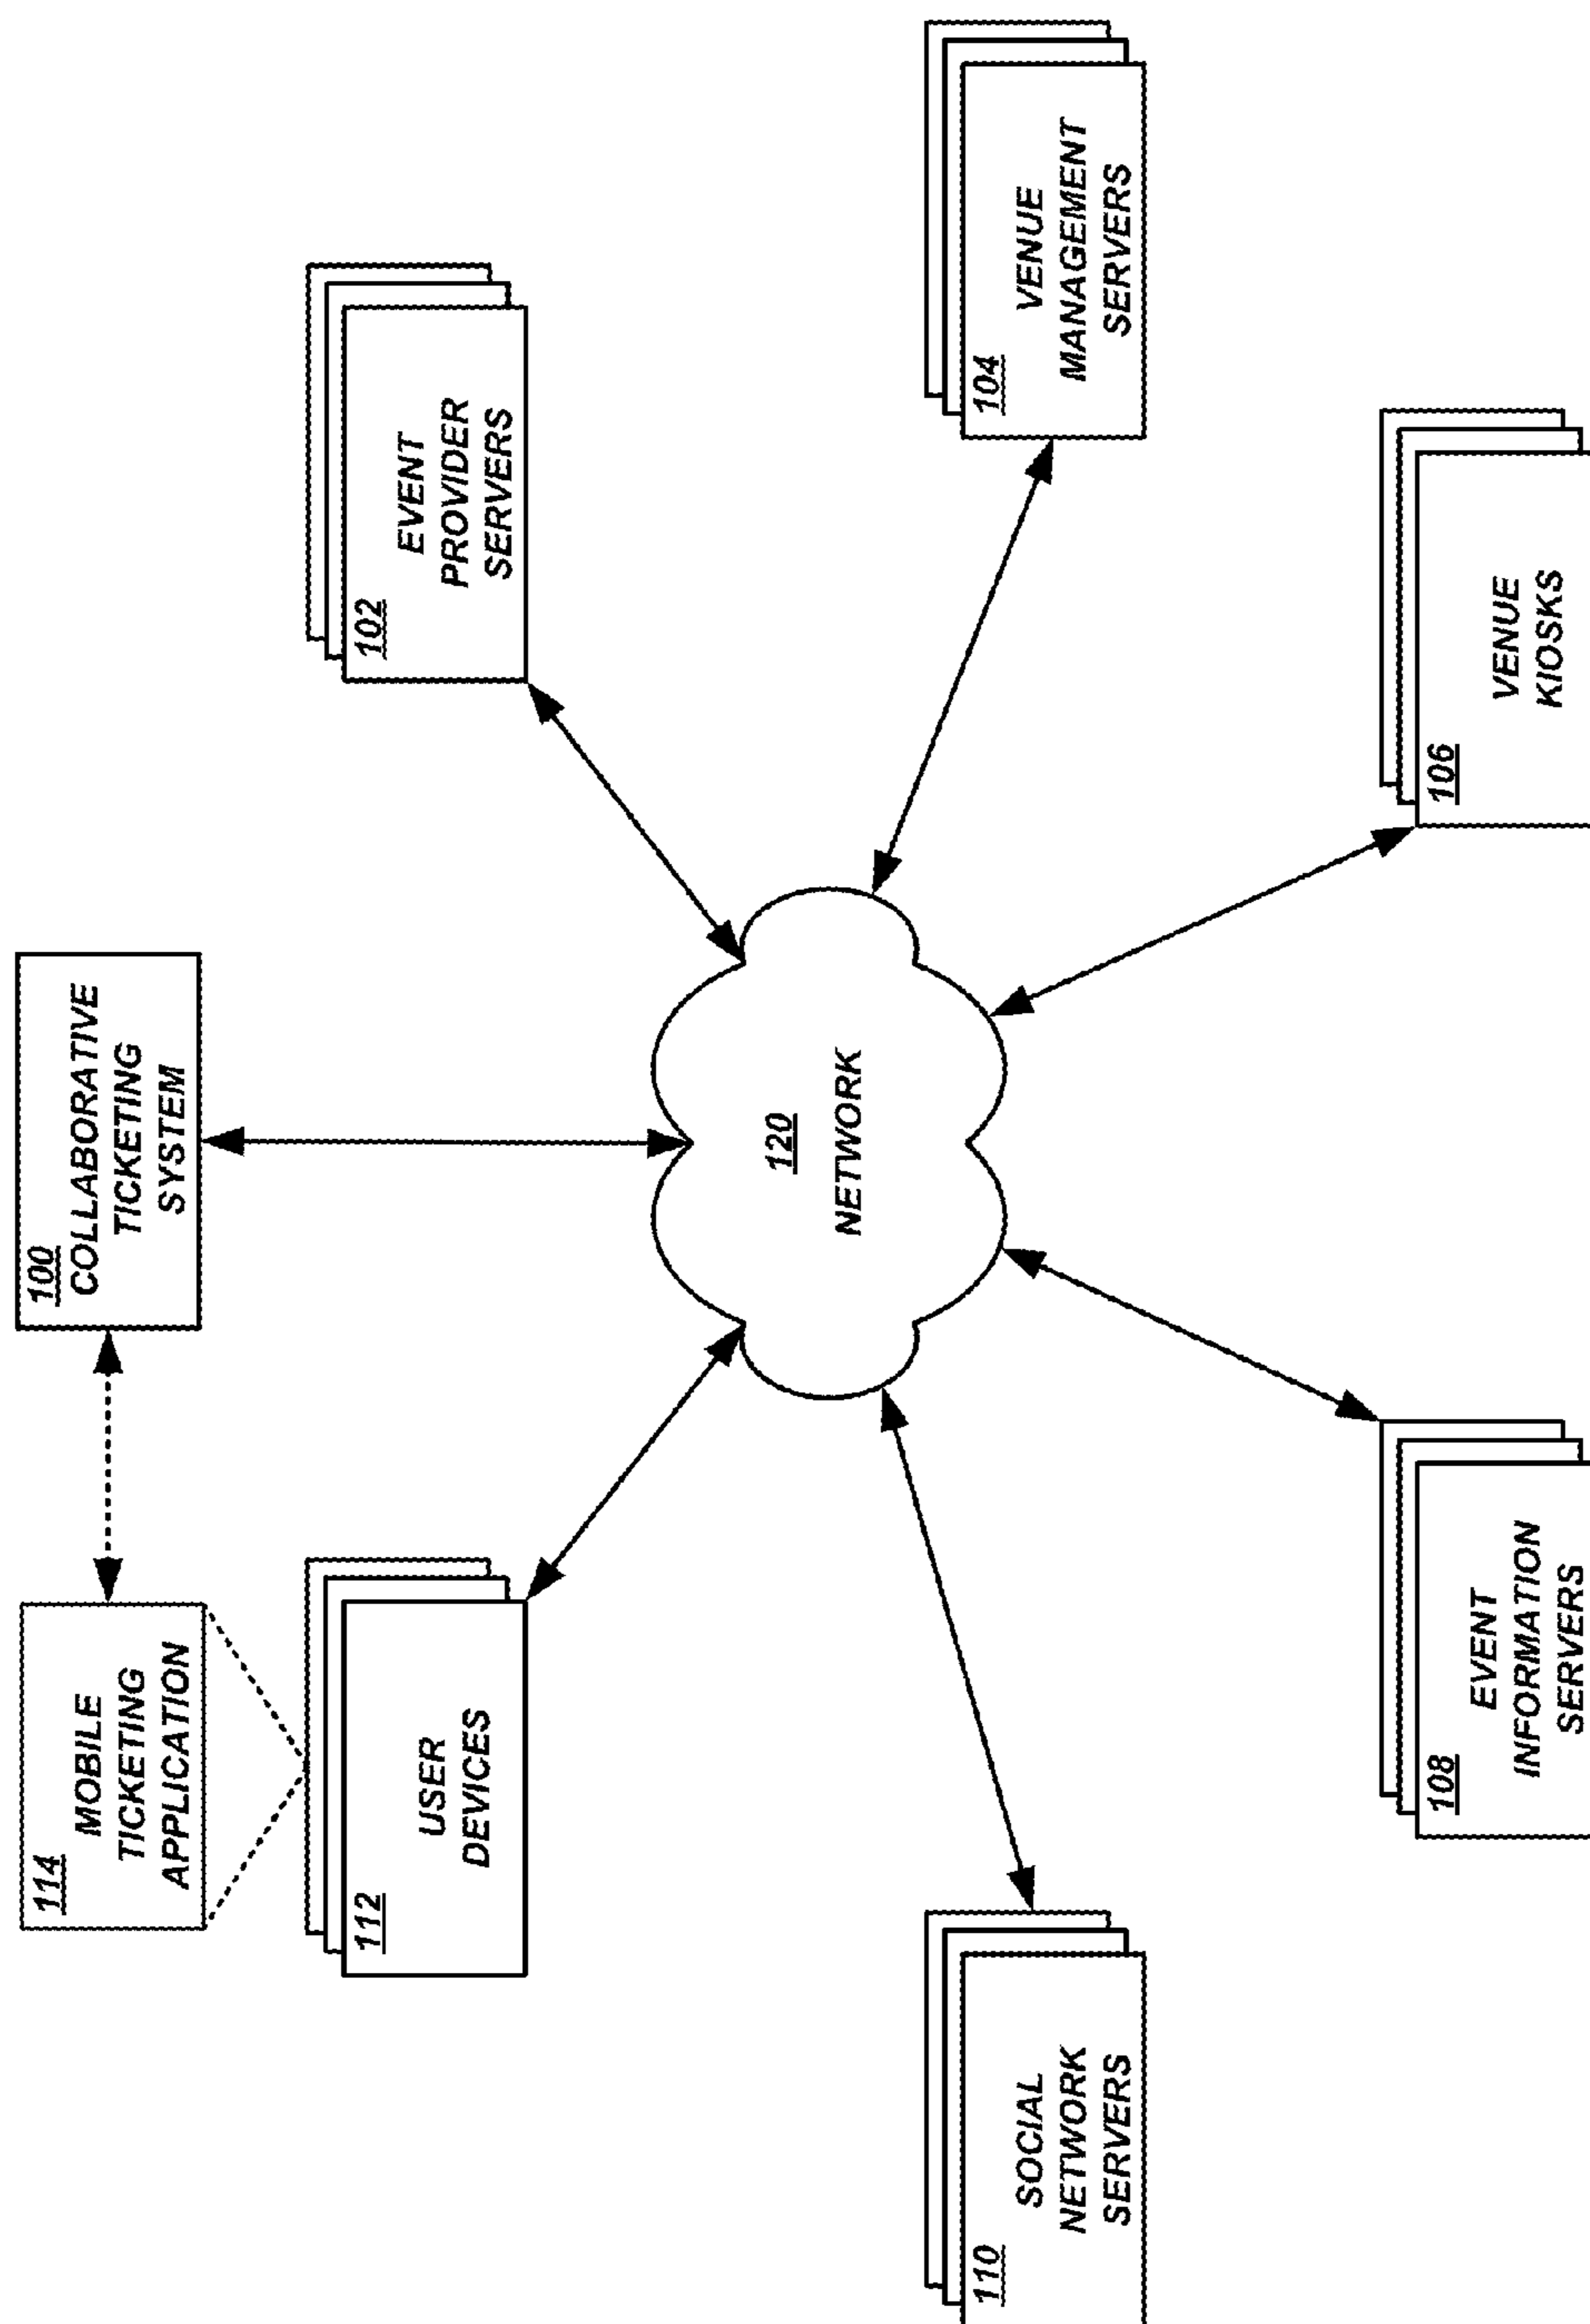 114
MOBILE
TICKETING
APPLICATION
100
COLLABORATIVE
TICKETING
SYSTEM
112
USER
DEVICES
102
EVENT
PROVIDER
SERVERS
120
NETWORK
110
SOCIAL
NETWORK
SERVERS
104
VENUE
MANAGEMENT
SERVERS
108
EVENT
INFORMATION
SERVERS
106
VENUE
KIOSKS